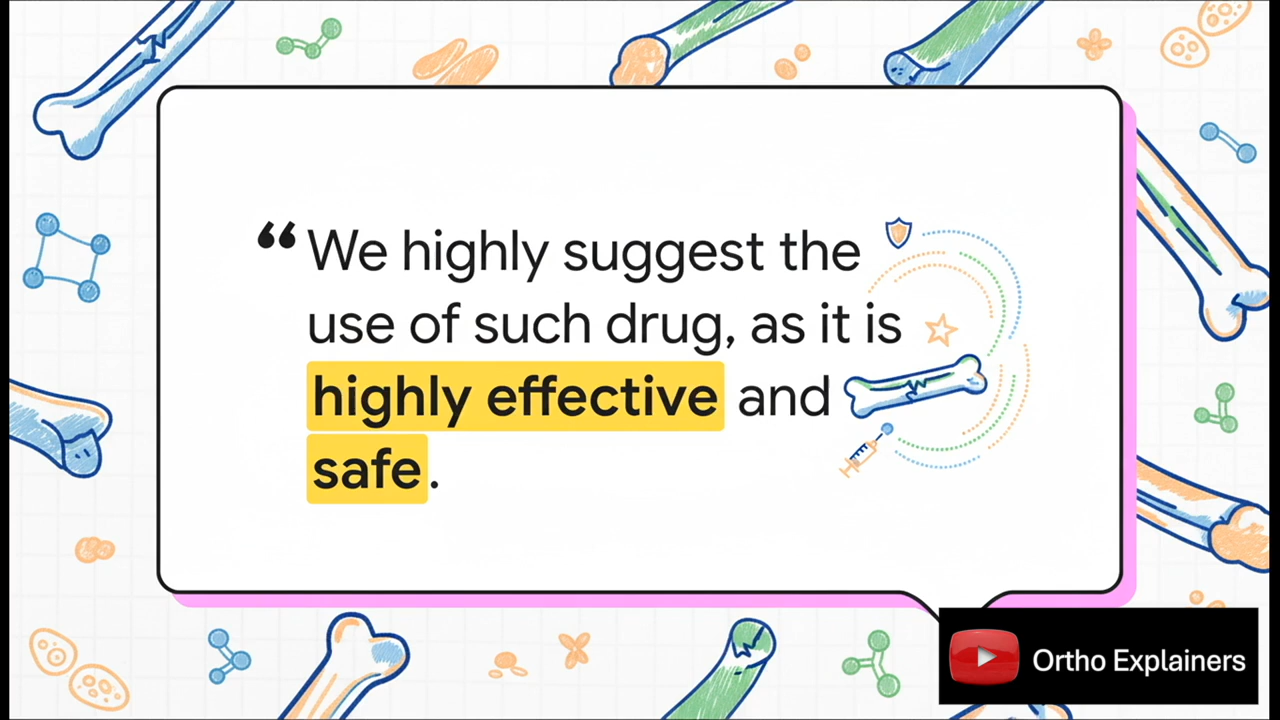 “We highly suggest the
use of such drug, as it is
highly effective and
safe.
Ortho Explainers